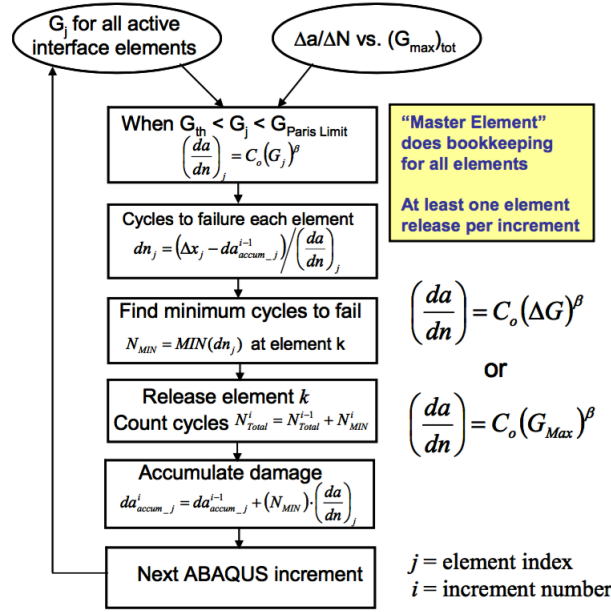 G_j for all active
interface elements
Δa/ΔN vs. (G_max)_tot
When G_th < G_j < G_Paris Limit
(da/dn)_j = C_o(G_j)^β
"Master Element"
does bookkeeping
for all elements
At least one element
release per increment
Cycles to failure each element
dn_j = (Δx_j − da^{i-1}_{accum_j}) / (da/dn)_j
Find minimum cycles to fail
N_MIN = MIN(dn_j) at element k
(da/dn) = C_o(ΔG)^β
or
(da/dn) = C_o(G_Max)^β
Release element k
Count cycles N^i_Total = N^{i-1}_Total + N^i_MIN
Accumulate damage
da^i_{accum_j} = da^{i-1}_{accum_j} + (N_MIN)·(da/dn)_j
Next ABAQUS increment
j = element index
i = increment number